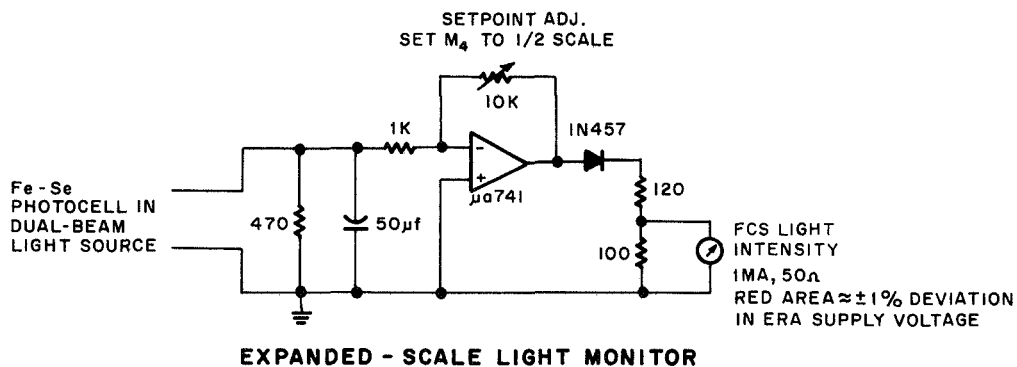 SETPOINT ADJ.
SET M4 TO 1/2 SCALE
10K
1K
1N457
-
+
μa741
Fe-Se
PHOTOCELL IN
DUAL-BEAM
LIGHT SOURCE
470
50μf
120
100
FCS LIGHT
INTENSITY
1MA, 50Ω
RED AREA≈±1% DEVIATION
IN ERA SUPPLY VOLTAGE
EXPANDED - SCALE LIGHT MONITOR